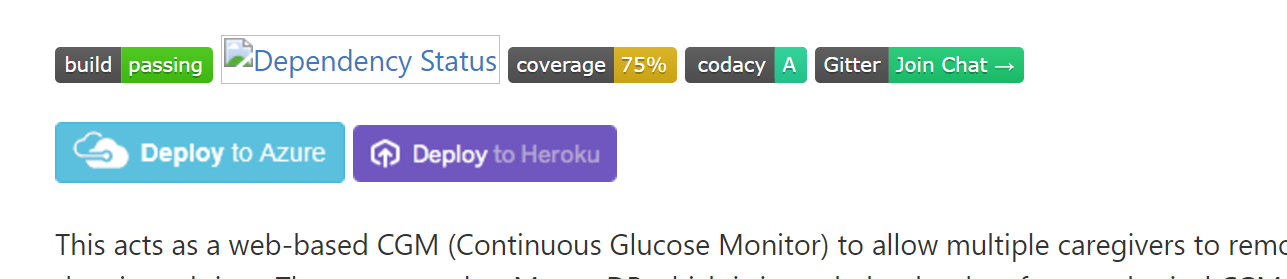 build passing Dependency Status coverage 75% codacy A Gitter Join Chat →
Deploy to Azure Deploy to Heroku
This acts as a web-based CGM (Continuous Glucose Monitor) to allow multiple caregivers to